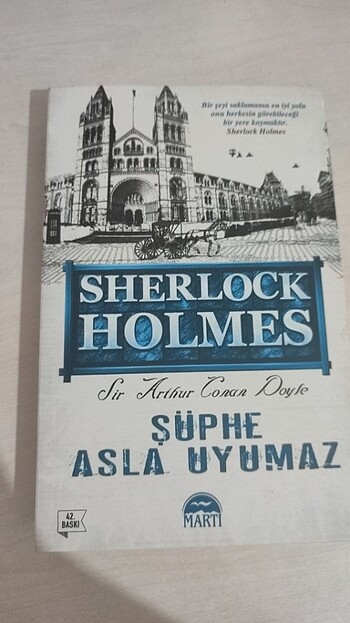 Bir şeyi saklamanın en iyi yolu
onu herkesin görebileceği
bir yere koymaktır.
Sherlock Holmes
SHERLOCK
HOLMES
Sir Arthur Conan Doyle
ŞÜPHE
ASLA UYUMAZ
42.
BASKI
MARTI